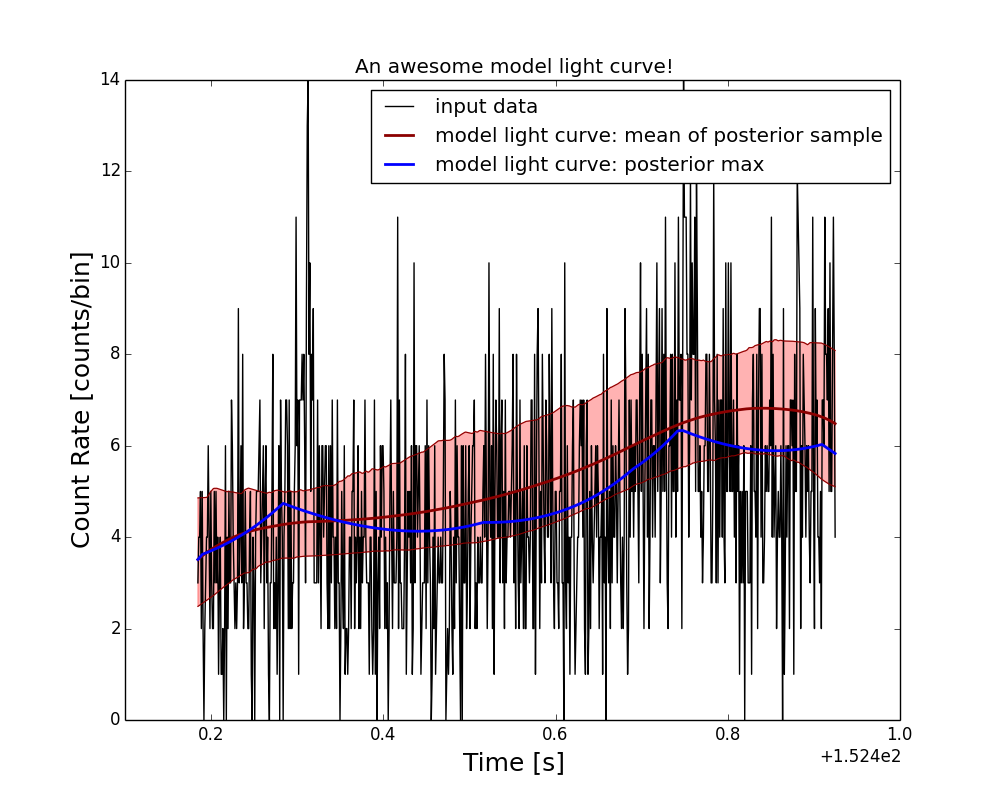 An awesome model light curve!
input data
model light curve: mean of posterior sample
model light curve: posterior max
Count Rate [counts/bin]
14
12
10
8
6
4
2
0
0.2 0.4 0.6 0.8 1.0
+1.524e2
Time [s]